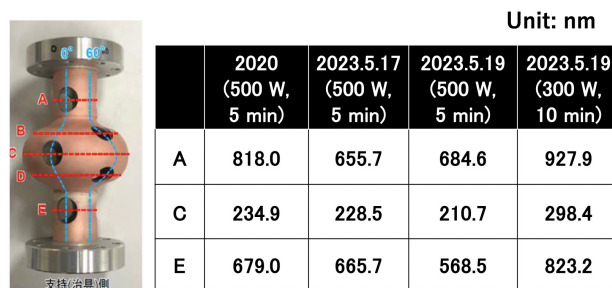 Unit: nm
0° 60°
A
B
C
D
E
支持(治具)側
2020 (500 W, 5 min) 2023.5.17 (500 W, 5 min) 2023.5.19 (500 W, 5 min) 2023.5.19 (300 W, 10 min)
A 818.0 655.7 684.6 927.9
C 234.9 228.5 210.7 298.4
E 679.0 665.7 568.5 823.2